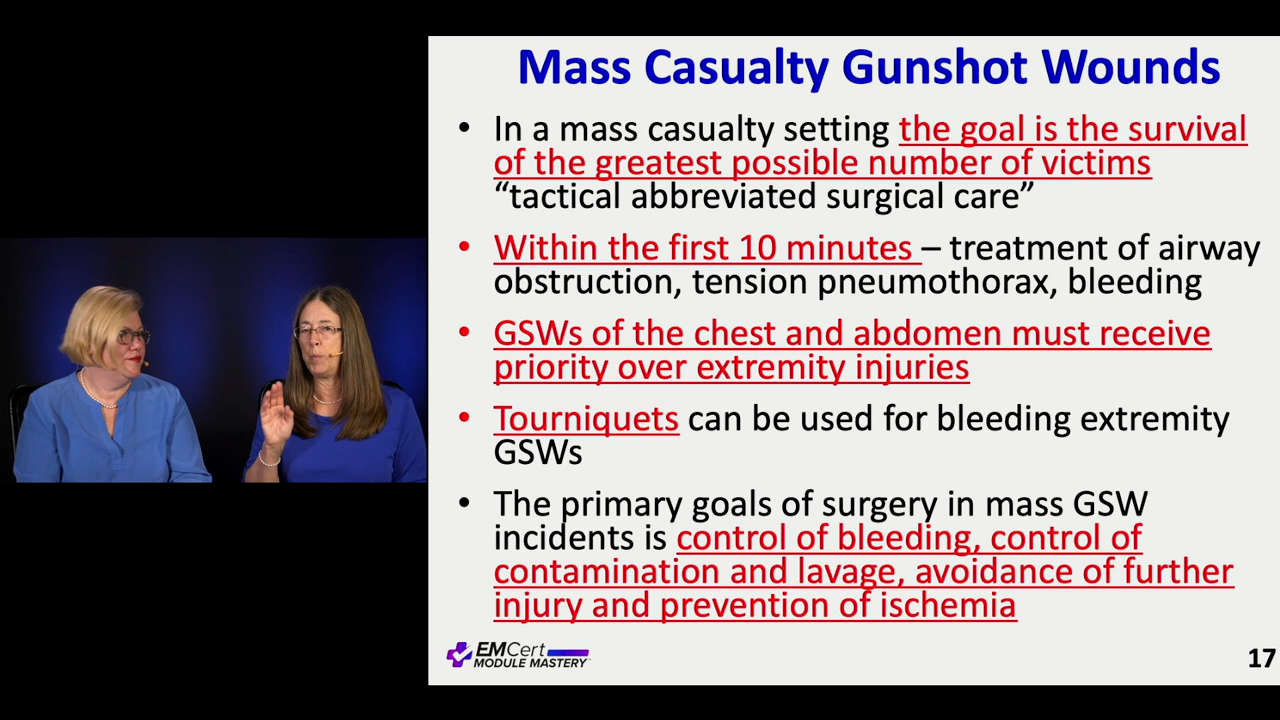 Mass Casualty Gunshot Wounds
• In a mass casualty setting the goal is the survival
of the greatest possible number of victims
“tactical abbreviated surgical care”
• Within the first 10 minutes – treatment of airway
obstruction, tension pneumothorax, bleeding
• GSWs of the chest and abdomen must receive
priority over extremity injuries
• Tourniquets can be used for bleeding extremity
GSWs
• The primary goals of surgery in mass GSW
incidents is control of bleeding, control of
contamination and lavage, avoidance of further
injury and prevention of ischemia
EMCert
MODULE MASTERY
17